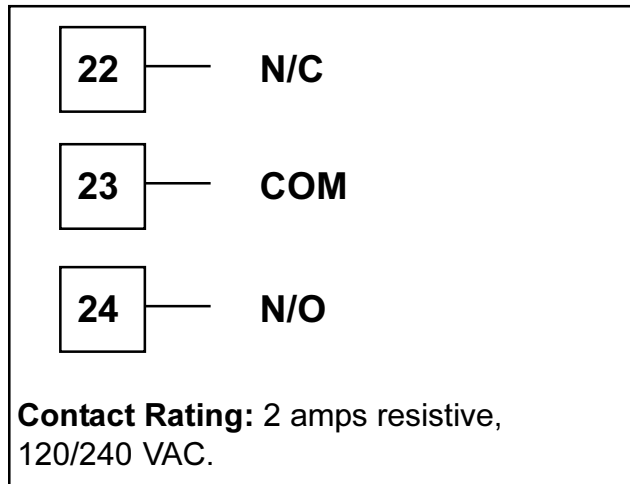 22 N/C
23 COM
24 N/O
Contact Rating: 2 amps resistive,
120/240 VAC.